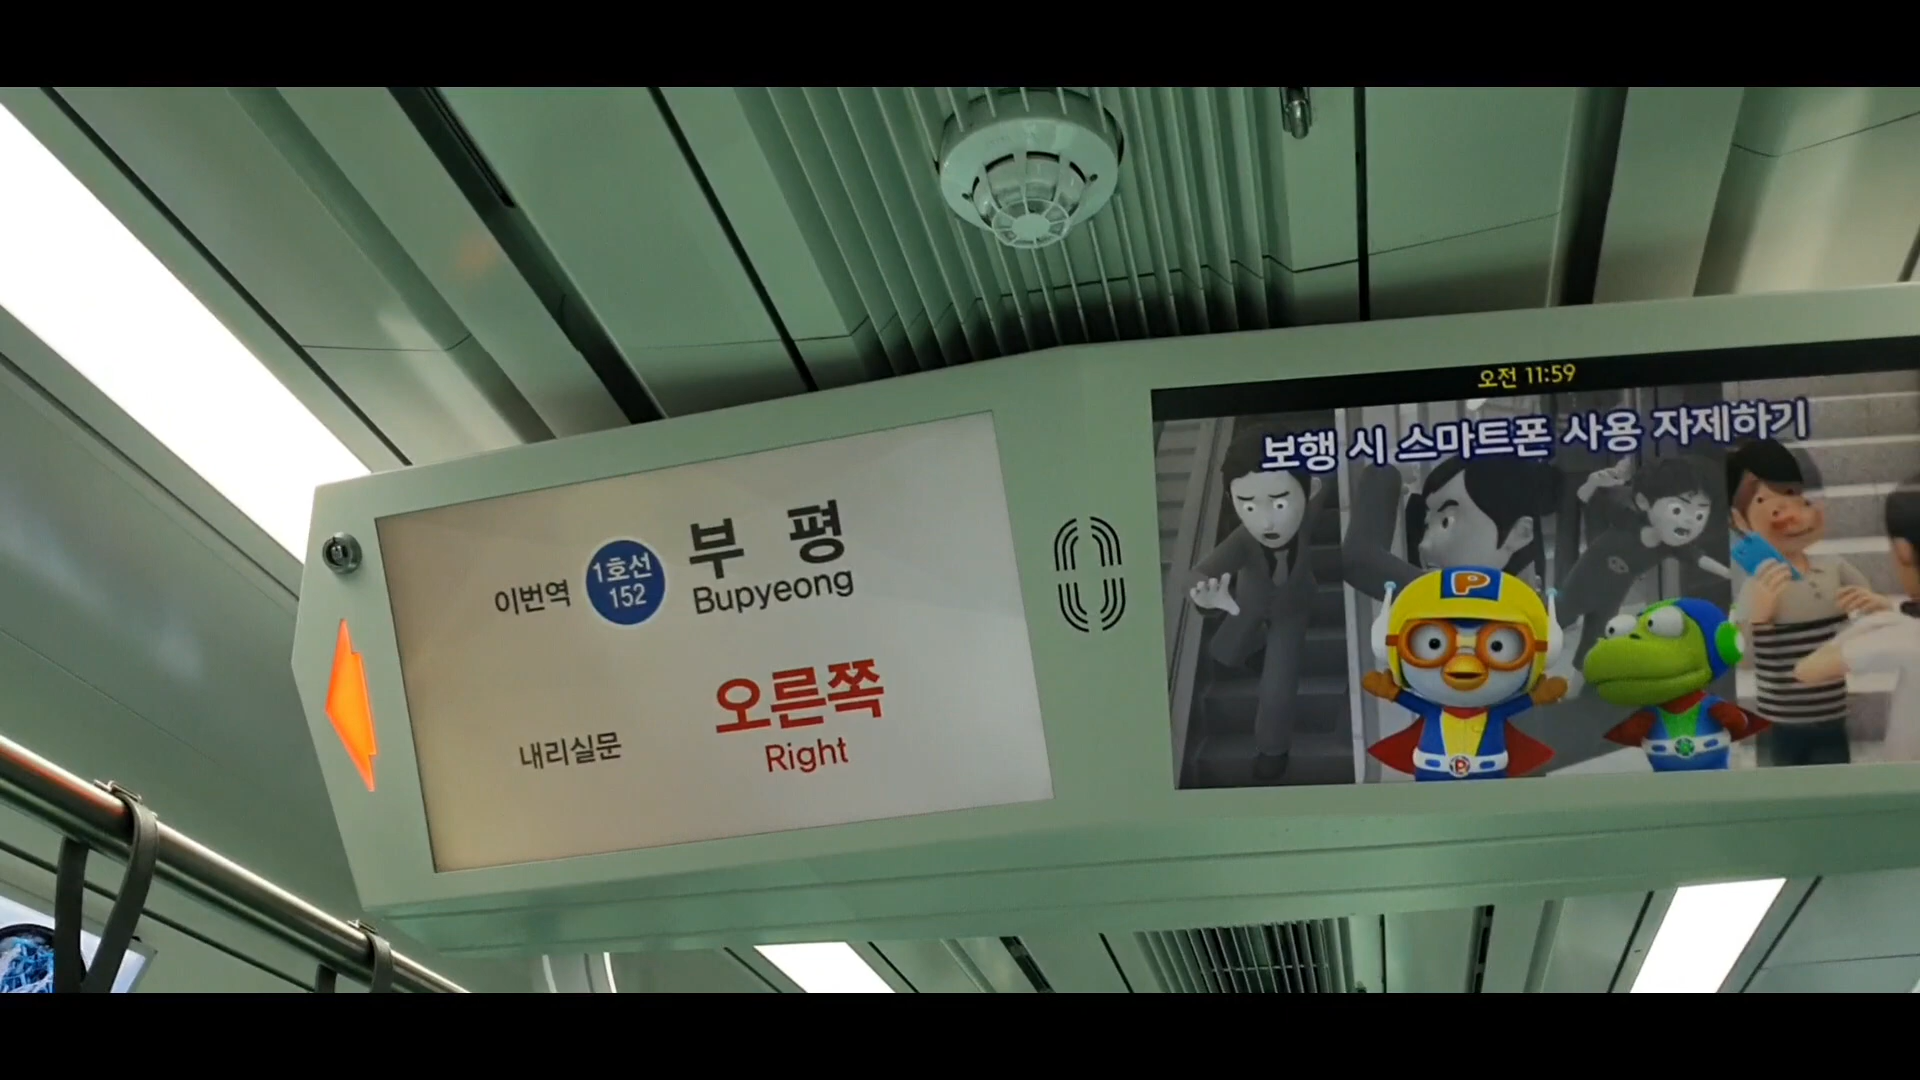 이번역
1호선
152
부 평
Bupyeong
내리실문
오른쪽
Right
오전 11:59
보행 시 스마트폰 사용 자제하기
P
P